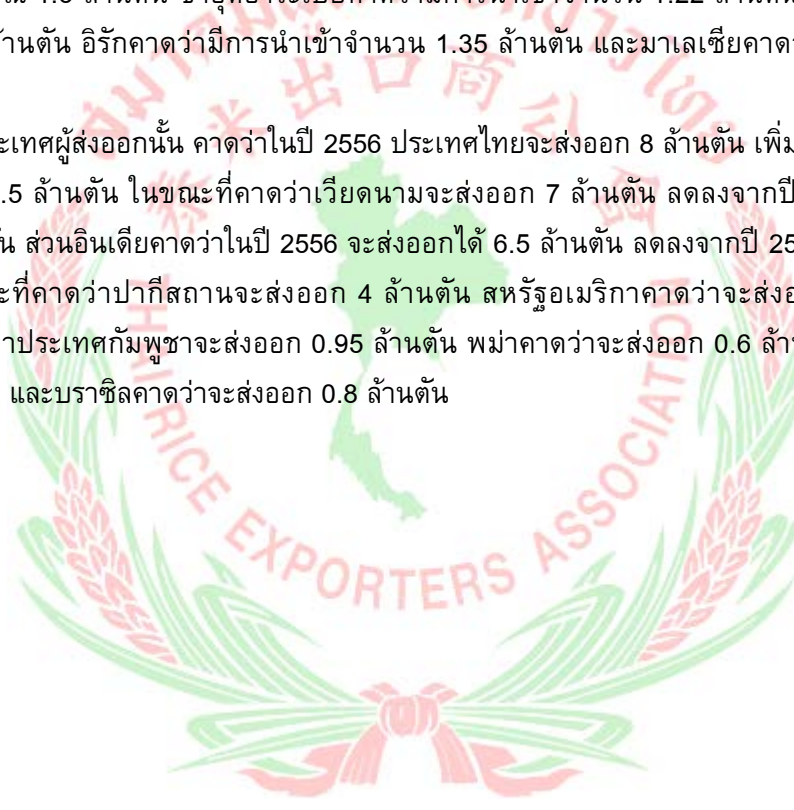 ล้านตัน อิรักคาดว่ามีการนำเข้าจำนวน 1.35 ล้านตัน และมาเลเซียคาด
ประเทศผู้ส่งออกนั้น คาดว่าในปี 2556 ประเทศไทยจะส่งออก 8 ล้านตัน เพิ่ม
.5 ล้านตัน ในขณะที่คาดว่าเวียดนามจะส่งออก 7 ล้านตัน ลดลงจากปี
ส่วนอินเดียคาดว่าในปี 2556 จะส่งออกได้ 6.5 ล้านตัน ลดลงจากปี 25
ที่คาดว่าปากีสถานจะส่งออก 4 ล้านตัน สหรัฐอเมริกาคาดว่าจะส่งอ
าประเทศกัมพูชาจะส่งออก 0.95 ล้านตัน พม่าคาดว่าจะส่งออก 0.6 ล้า
และบราซิลคาดว่าจะส่งออก 0.8 ล้านตัน
泰米出口商公會
THAI RICE EXPORTERS ASSOCIATION